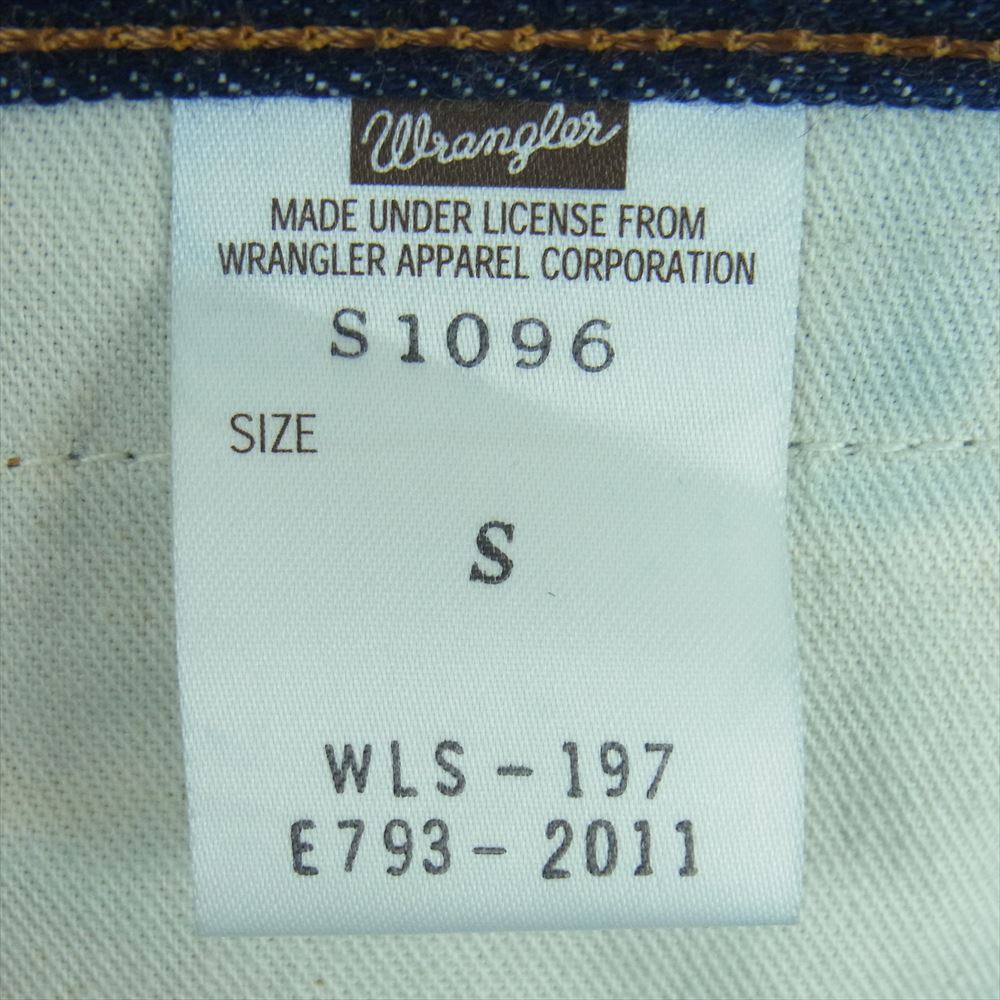 Wrangler
MADE UNDER LICENSE FROM
WRANGLER APPAREL CORPORATION
S1096
SIZE
S
WLS-197
E793-2011